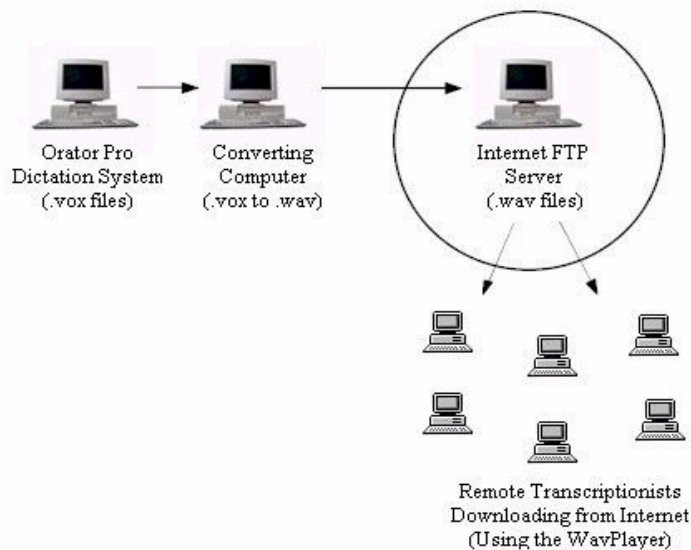 Orator Pro
Dictation System
(.vox files)
Converting
Computer
(.vox to .wav)
Internet FTP
Server
(.wav files)
Remote Transcriptionists
Downloading from Internet
(Using the WavPlayer)